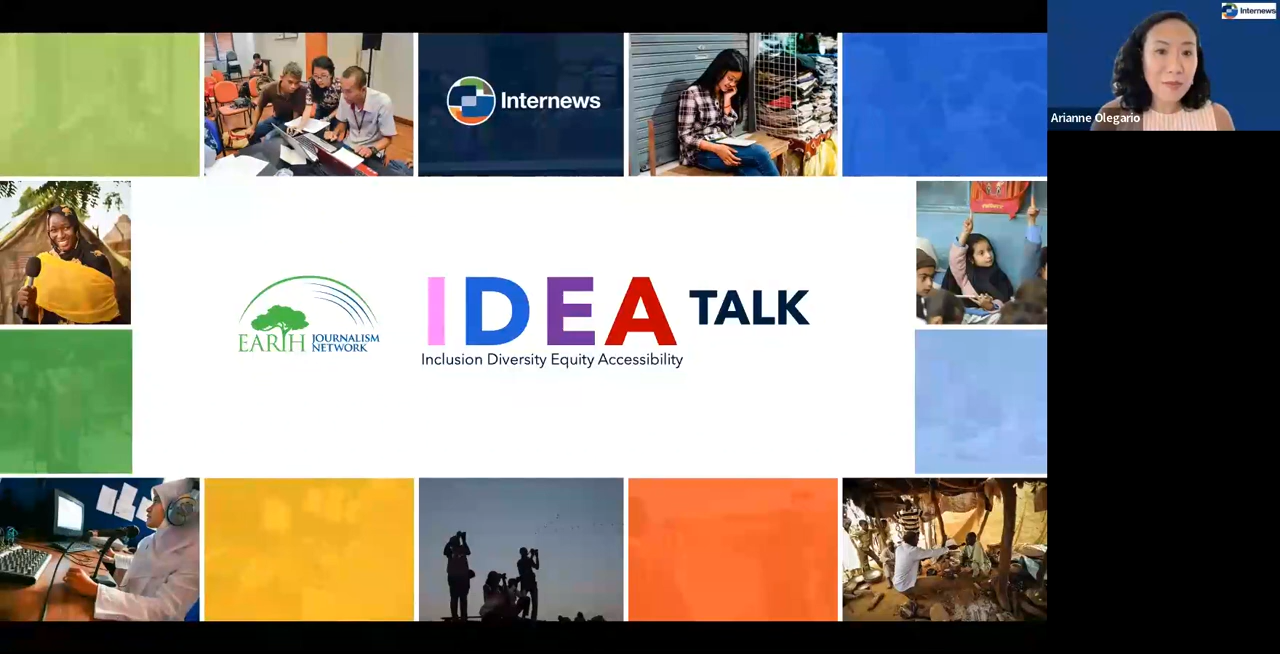 Internews
Internews
Arianne Olegario
IDEA TALK
EARTH JOURNALISM
NETWORK
Inclusion Diversity Equity Accessibility